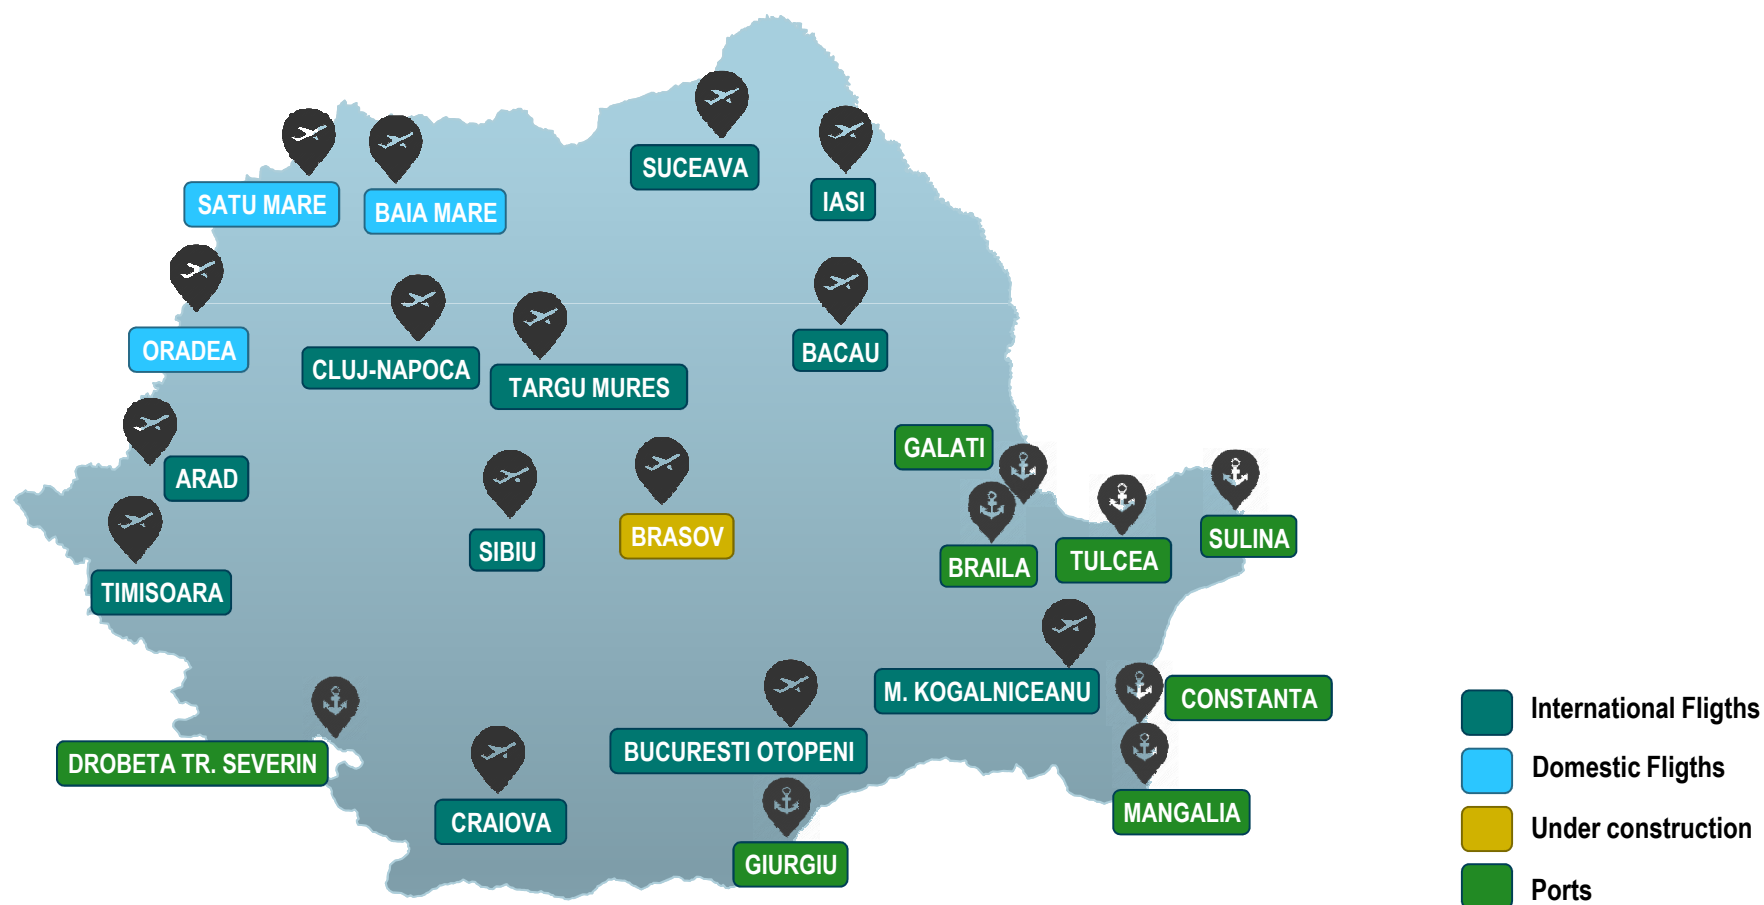 SUCEAVA
IASI
SATU MARE
BAIA MARE
ORADEA
CLUJ-NAPOCA
TARGU MURES
BACAU
GALATI
ARAD
SIBIU
BRASOV
BRAILA
TULCEA
SULINA
TIMISOARA
M. KOGALNICEANU
CONSTANTA
DROBETA TR. SEVERIN
BUCURESTI OTOPENI
CRAIOVA
MANGALIA
GIURGIU
International Fligths
Domestic Fligths
Under construction
Ports